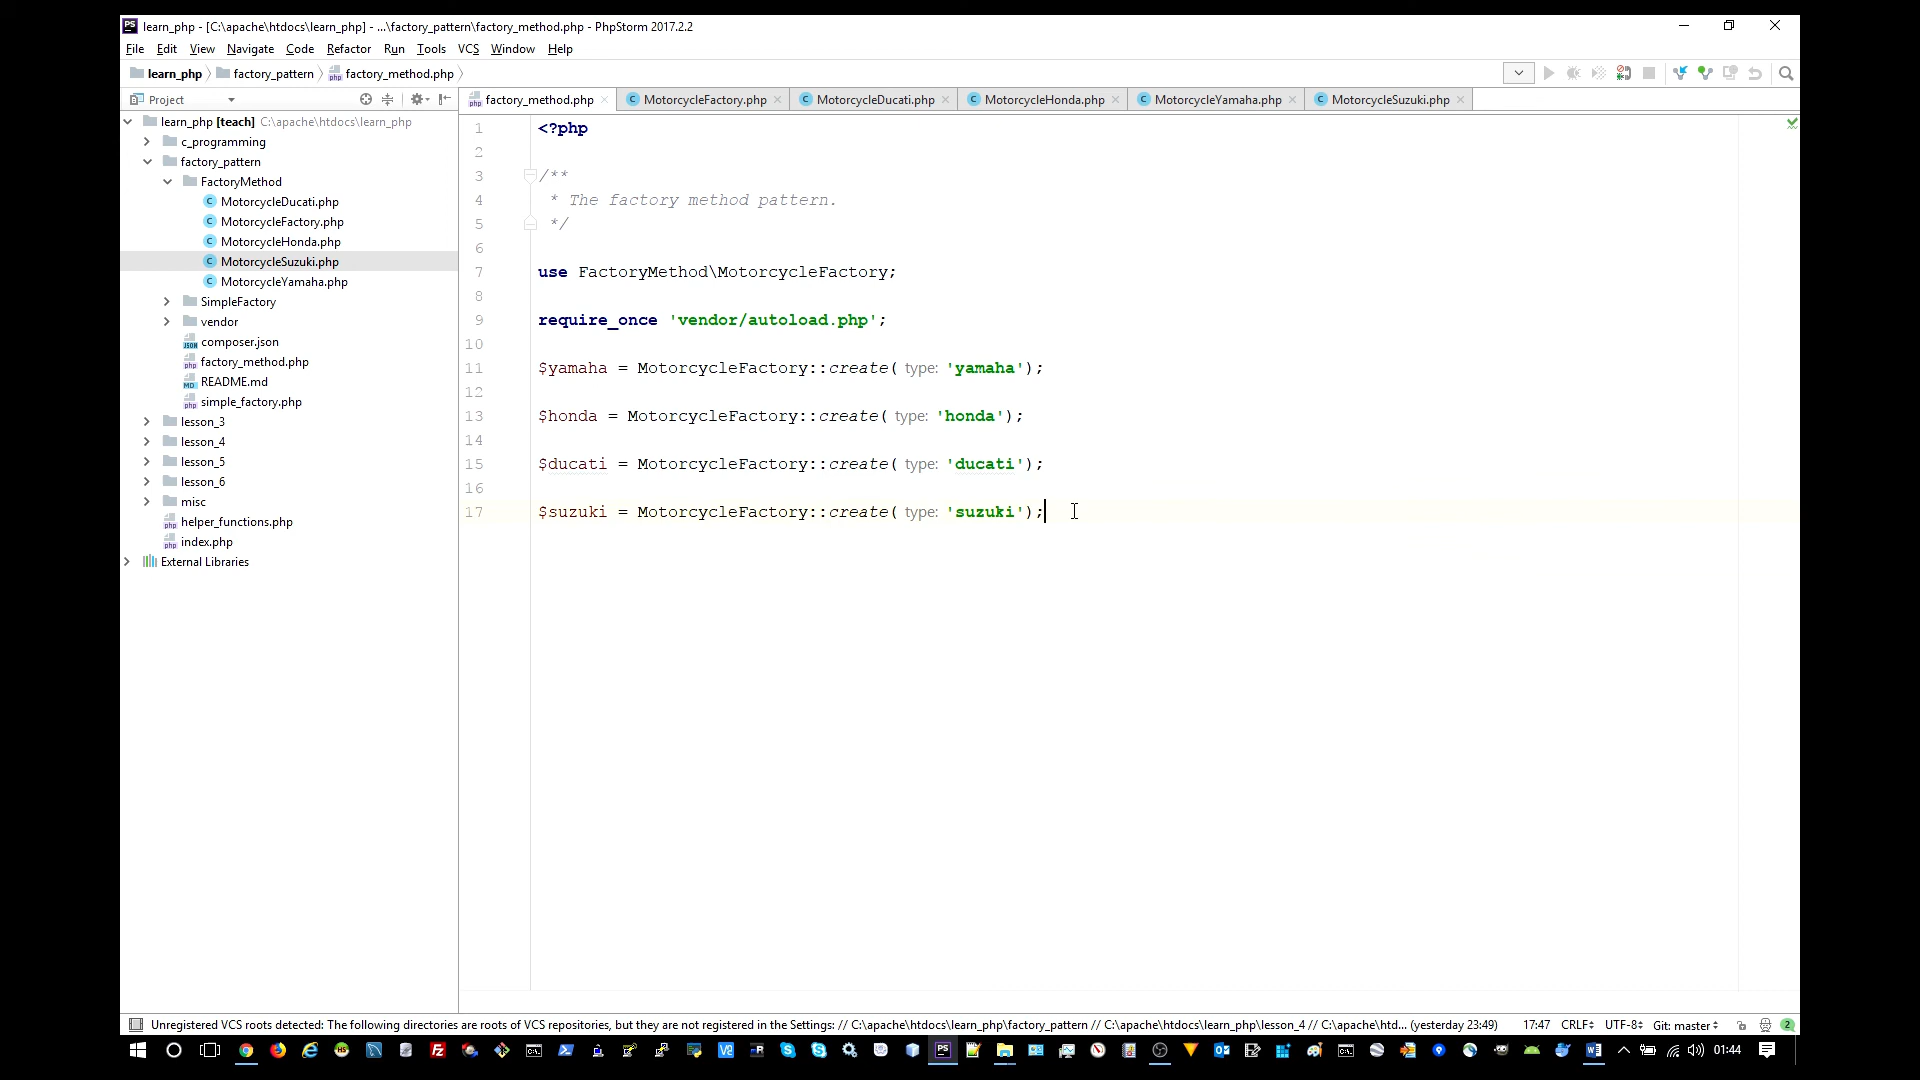 learn_php - [C:\apache\htdocs\learn_php] - ...\factory_pattern\factory_method.php - PhpStorm 2017.2.2
File Edit View Navigate Code Refactor Run Tools VCS Window Help
learn_php factory_pattern factory_method.php
Project
factory_method.php MotorcycleFactory.php MotorcycleDucati.php MotorcycleHonda.php MotorcycleYamaha.php MotorcycleSuzuki.php
learn_php [teach] C:\apache\htdocs\learn_php
c_programming
factory_pattern
FactoryMethod
MotorcycleDucati.php
MotorcycleFactory.php
MotorcycleHonda.php
MotorcycleSuzuki.php
MotorcycleYamaha.php
SimpleFactory
vendor
composer.json
factory_method.php
README.md
simple_factory.php
lesson_3
lesson_4
lesson_5
lesson_6
misc
helper_functions.php
index.php
External Libraries
1 <?php
2
3 /**
4 * The factory method pattern.
5 */
6
7 use FactoryMethod\MotorcycleFactory;
8
9 require_once 'vendor/autoload.php';
10
11 $yamaha = MotorcycleFactory::create( type: 'yamaha');
12
13 $honda = MotorcycleFactory::create( type: 'honda');
14
15 $ducati = MotorcycleFactory::create( type: 'ducati');
16
17 $suzuki = MotorcycleFactory::create( type: 'suzuki');
Unregistered VCS roots detected: The following directories are roots of VCS repositories, but they are not registered in the Settings: // C:\apache\htdocs\learn_php\factory_pattern // C:\apache\htdocs\learn_php\lesson_4 // C:\apache\htd... (yesterday 23:49) 17:47 CRLF UTF-8 Git: master 2
01:44